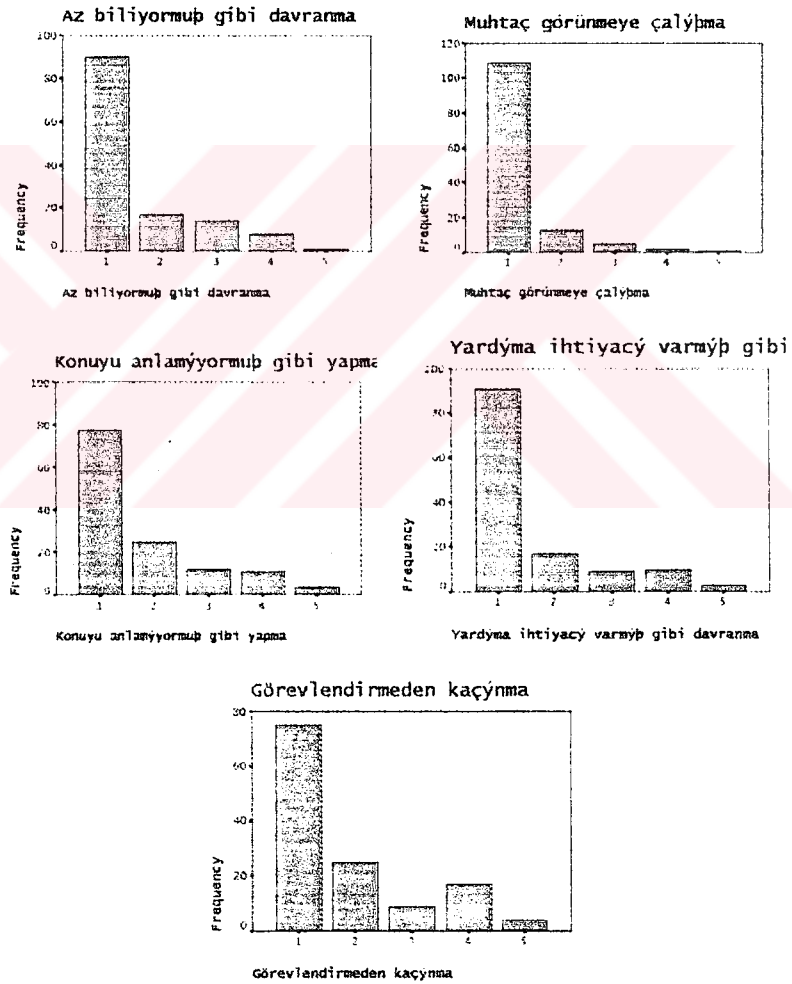 Az biliyormuþ gibi davranma
100
80
60
40
20
0
Frequency
1 2 3 4 5
Az biliyormuþ gibi davranma
Muhtaç görünmeye çalýþma
120
100
80
60
40
20
0
Frequency
1 2 3 4 5
Muhtaç görünmeye çalýþma
Konuyu anlamýyormuþ gibi yapma
100
80
60
40
20
0
Frequency
1 2 3 4 5
Konuyu anlamýyormuþ gibi yapma
Yardýma ihtiyacý varmýþ gibi
100
80
60
40
20
0
Frequency
1 2 3 4 5
Yardýma ihtiyacý varmýþ gibi davranma
Görevlendirmeden kaçýnma
80
60
40
20
0
Frequency
1 2 3 4 5
Görevlendirmeden kaçýnma